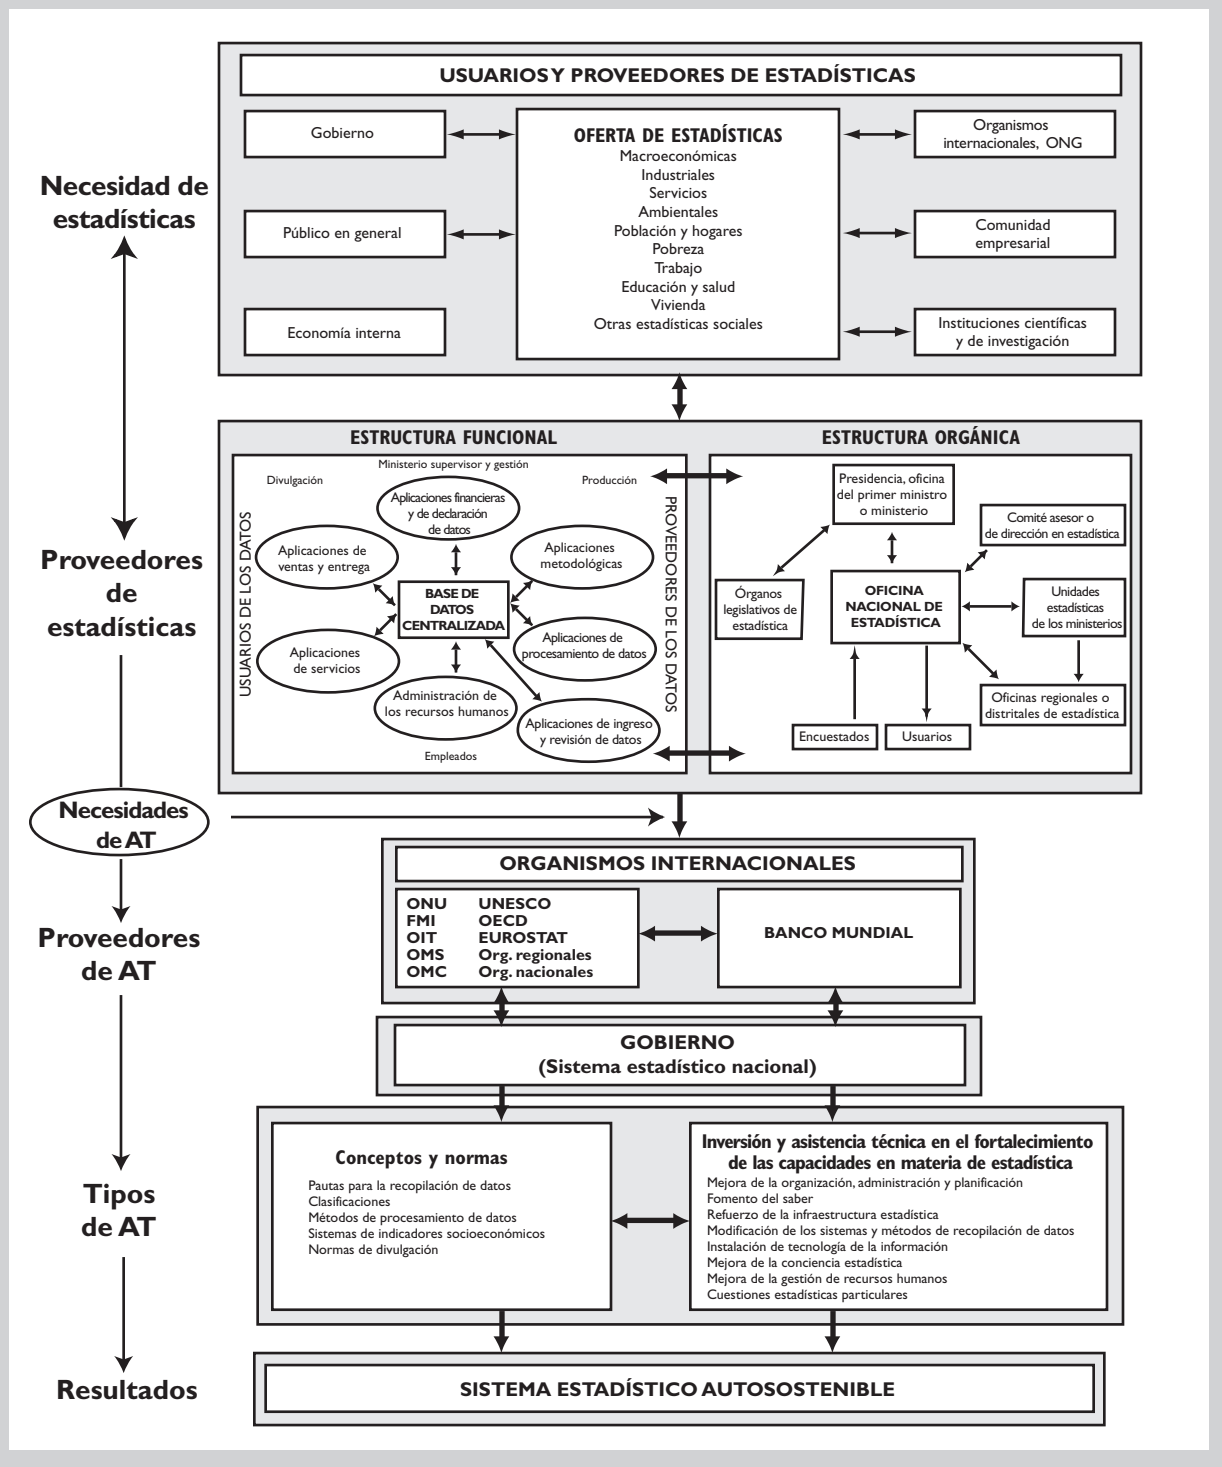 USUARIOS Y PROVEEDORES DE ESTADÍSTICAS
Gobierno
Público en general
Economía interna
OFERTA DE ESTADÍSTICAS
Macroeconómicas
Industriales
Servicios
Ambientales
Población y hogares
Pobreza
Trabajo
Educación y salud
Vivienda
Otras estadísticas sociales
Organismos
internacionales, ONG
Comunidad
empresarial
Instituciones científicas
y de investigación
Necesidad de
estadísticas
Proveedores
de
estadísticas
ESTRUCTURA FUNCIONAL
Ministerio supervisor y gestión
Divulgación
Producción
USUARIOS DE LOS DATOS
PROVEEDORES DE LOS DATOS
Aplicaciones financieras
y de declaración
de datos
Aplicaciones de
ventas y entrega
Aplicaciones
metodológicas
BASE DE
DATOS
CENTRALIZADA
Aplicaciones
de servicios
Aplicaciones de
procesamiento de datos
Administración de
los recursos humanos
Aplicaciones de ingreso
y revisión de datos
Empleados
ESTRUCTURA ORGÁNICA
Presidencia, oficina
del primer ministro
o ministerio
Comité asesor o
de dirección en estadística
Órganos
legislativos de
estadística
OFICINA
NACIONAL DE
ESTADÍSTICA
Unidades
estadísticas
de los ministerios
Oficinas regionales o
distritales de estadística
Encuestados
Usuarios
Necesidades
de AT
ORGANISMOS INTERNACIONALES
ONU UNESCO
FMI OECD
OIT EUROSTAT
OMS Org. regionales
OMC Org. nacionales
BANCO MUNDIAL
Proveedores
de AT
GOBIERNO
(Sistema estadístico nacional)
Tipos
de AT
Conceptos y normas
Pautas para la recopilación de datos
Clasificaciones
Métodos de procesamiento de datos
Sistemas de indicadores socioeconómicos
Normas de divulgación
Inversión y asistencia técnica en el fortalecimiento
de las capacidades en materia de estadística
Mejora de la organización, administración y planificación
Fomento del saber
Refuerzo de la infraestructura estadística
Modificación de los sistemas y métodos de recopilación de datos
Instalación de tecnología de la información
Mejora de la conciencia estadística
Mejora de la gestión de recursos humanos
Cuestiones estadísticas particulares
Resultados
SISTEMA ESTADÍSTICO AUTOSOSTENIBLE